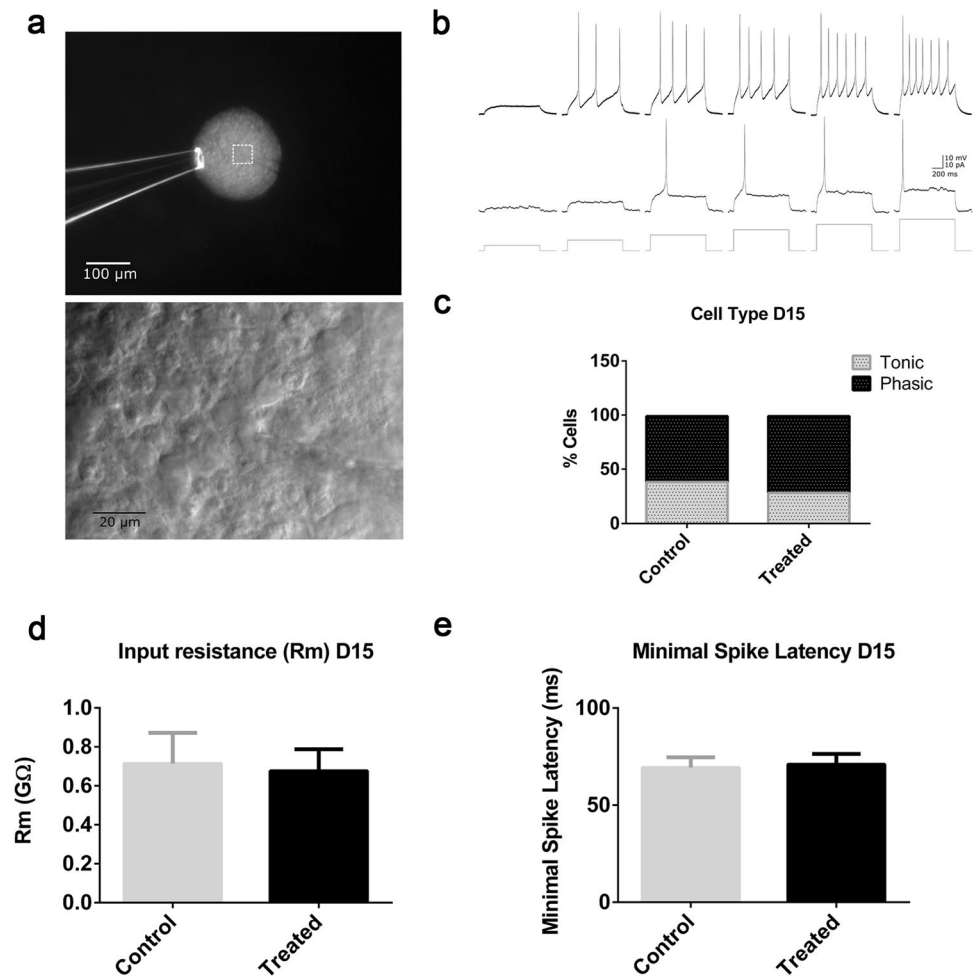 a
100 µm
20 µm
b
10 mV
10 pA
200 ms
c
Cell Type D15
Tonic
Phasic
% Cells
150
100
50
0
Control
Treated
d
Input resistance (Rm) D15
Rm (GΩ)
1.0
0.8
0.6
0.4
0.2
0.0
Control
Treated
e
Minimal Spike Latency D15
Minimal Spike Latency (ms)
100
50
0
Control
Treated